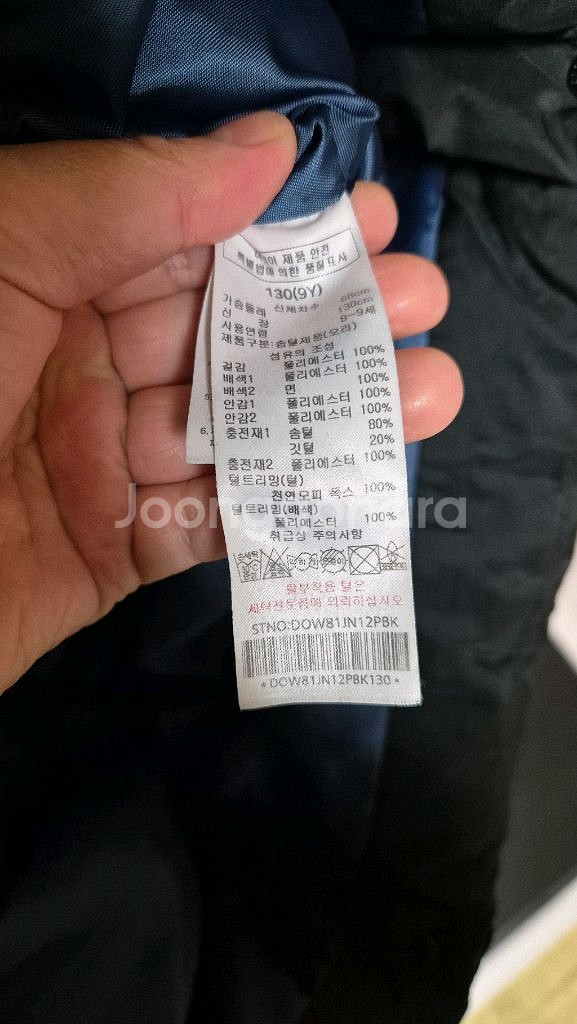 어린이 제품 안전
특별법에 의한 품질표시
130(9Y)
신체치수
가슴둘레 68cm
신 장 130cm
사용연령 8~9세
제품구분:솜털제품(오리)
섬유의 조성
겉감 폴리에스터 100%
배색1 폴리에스터 100%
배색2 면 100%
안감1 폴리에스터 100%
안감2 폴리에스터 100%
충전재1 솜털 80%
깃털 20%
충전재2 폴리에스터 100%
털트리밍(털)
천연모피 폭스 100%
털트리밍(배색)
폴리에스터 100%
취급상 주의사항
손세탁
탈부착용 털은
세탁전문점에 의뢰하십시오.
STNO:DOW81JN12PBK
*DOW81JN12PBK130*
5.
6.
Joongonara